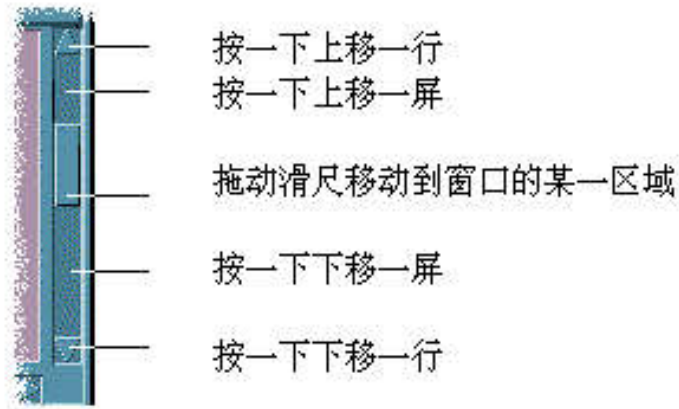 按一下上移一行
按一下上移一屏
拖动滑尺移动到窗口的某一区域
按一下下移一屏
按一下下移一行